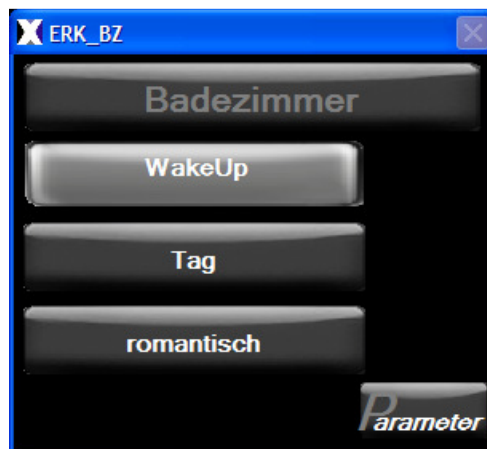 ERK_BZ
Badezimmer
WakeUp
Tag
romantisch
Parameter